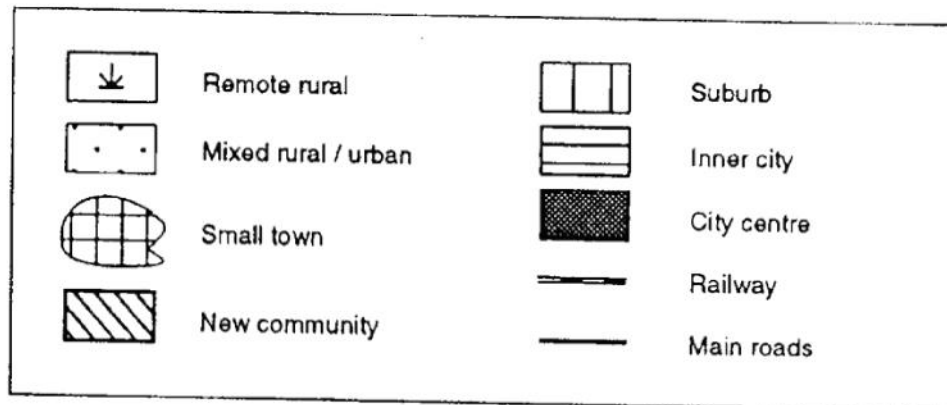 Remote rural
Mixed rural / urban
Small town
New community
Suburb
Inner city
City centre
Railway
Main roads